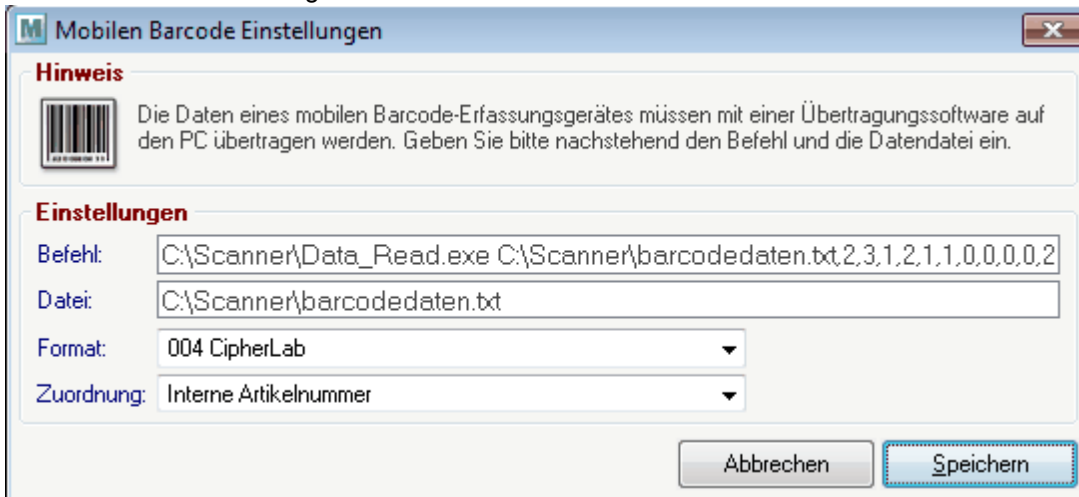 Mobilen Barcode Einstellungen
Hinweis
Die Daten eines mobilen Barcode-Erfassungsgerätes müssen mit einer Übertragungssoftware auf
den PC übertragen werden. Geben Sie bitte nachstehend den Befehl und die Datendatei ein.
Einstellungen
Befehl: C:\Scanner\Data_Read.exe C:\Scanner\barcodedaten.txt,2,3,1,2,1,1,0,0,0,0,2
Datei: C:\Scanner\barcodedaten.txt
Format: 004 CipherLab
Zuordnung: Interne Artikelnummer
Abbrechen Speichern